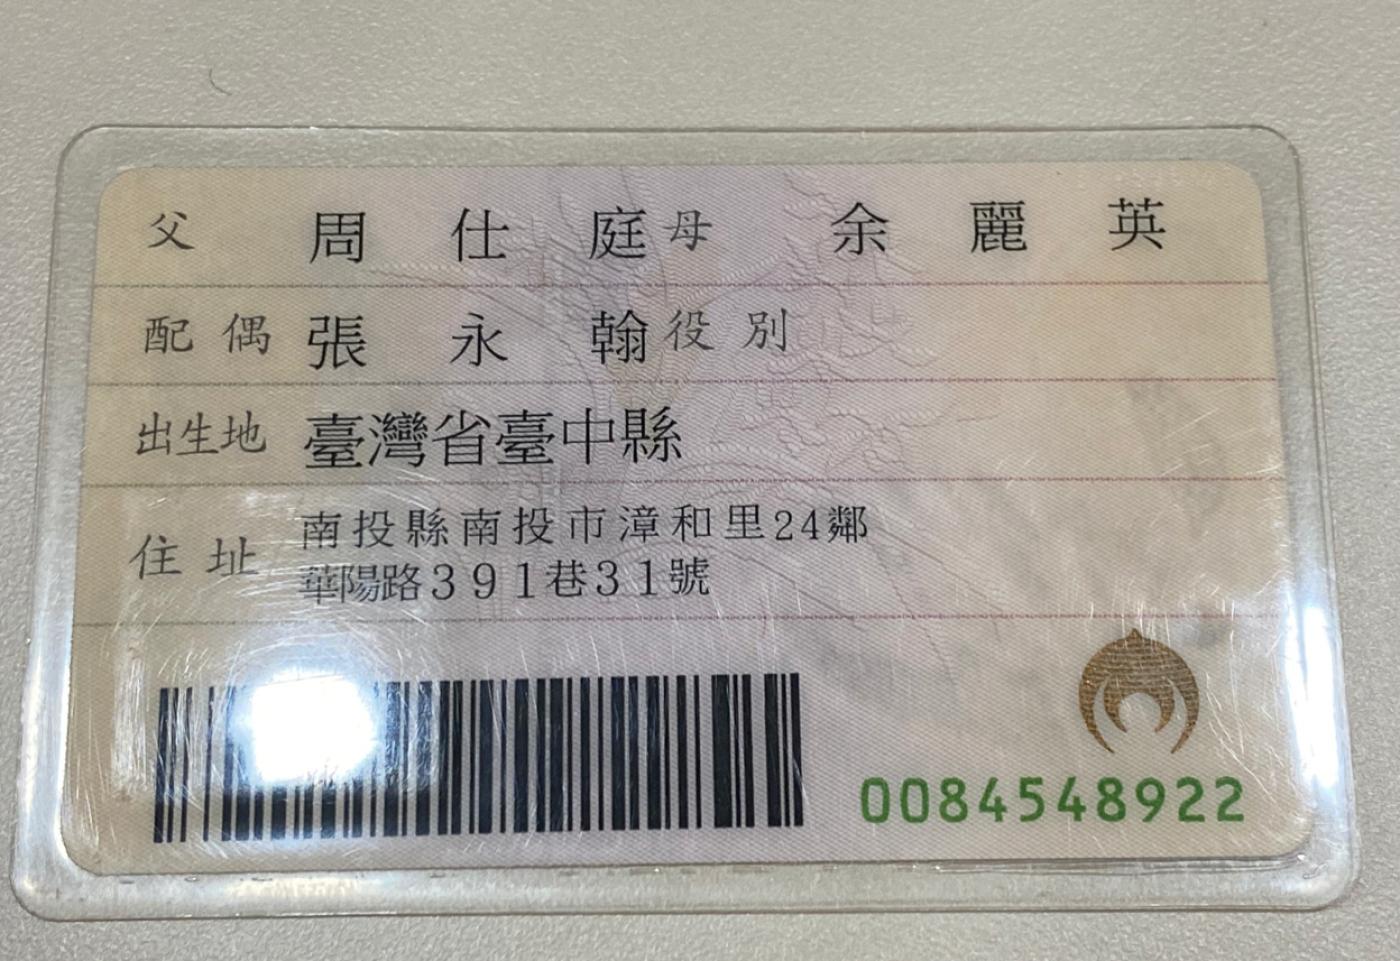 父 周仕庭 母 余麗英
配偶 張永翰 役別
出生地 臺灣省臺中縣
住址 南投縣南投市漳和里24鄰
華陽路391巷31號
0084548922